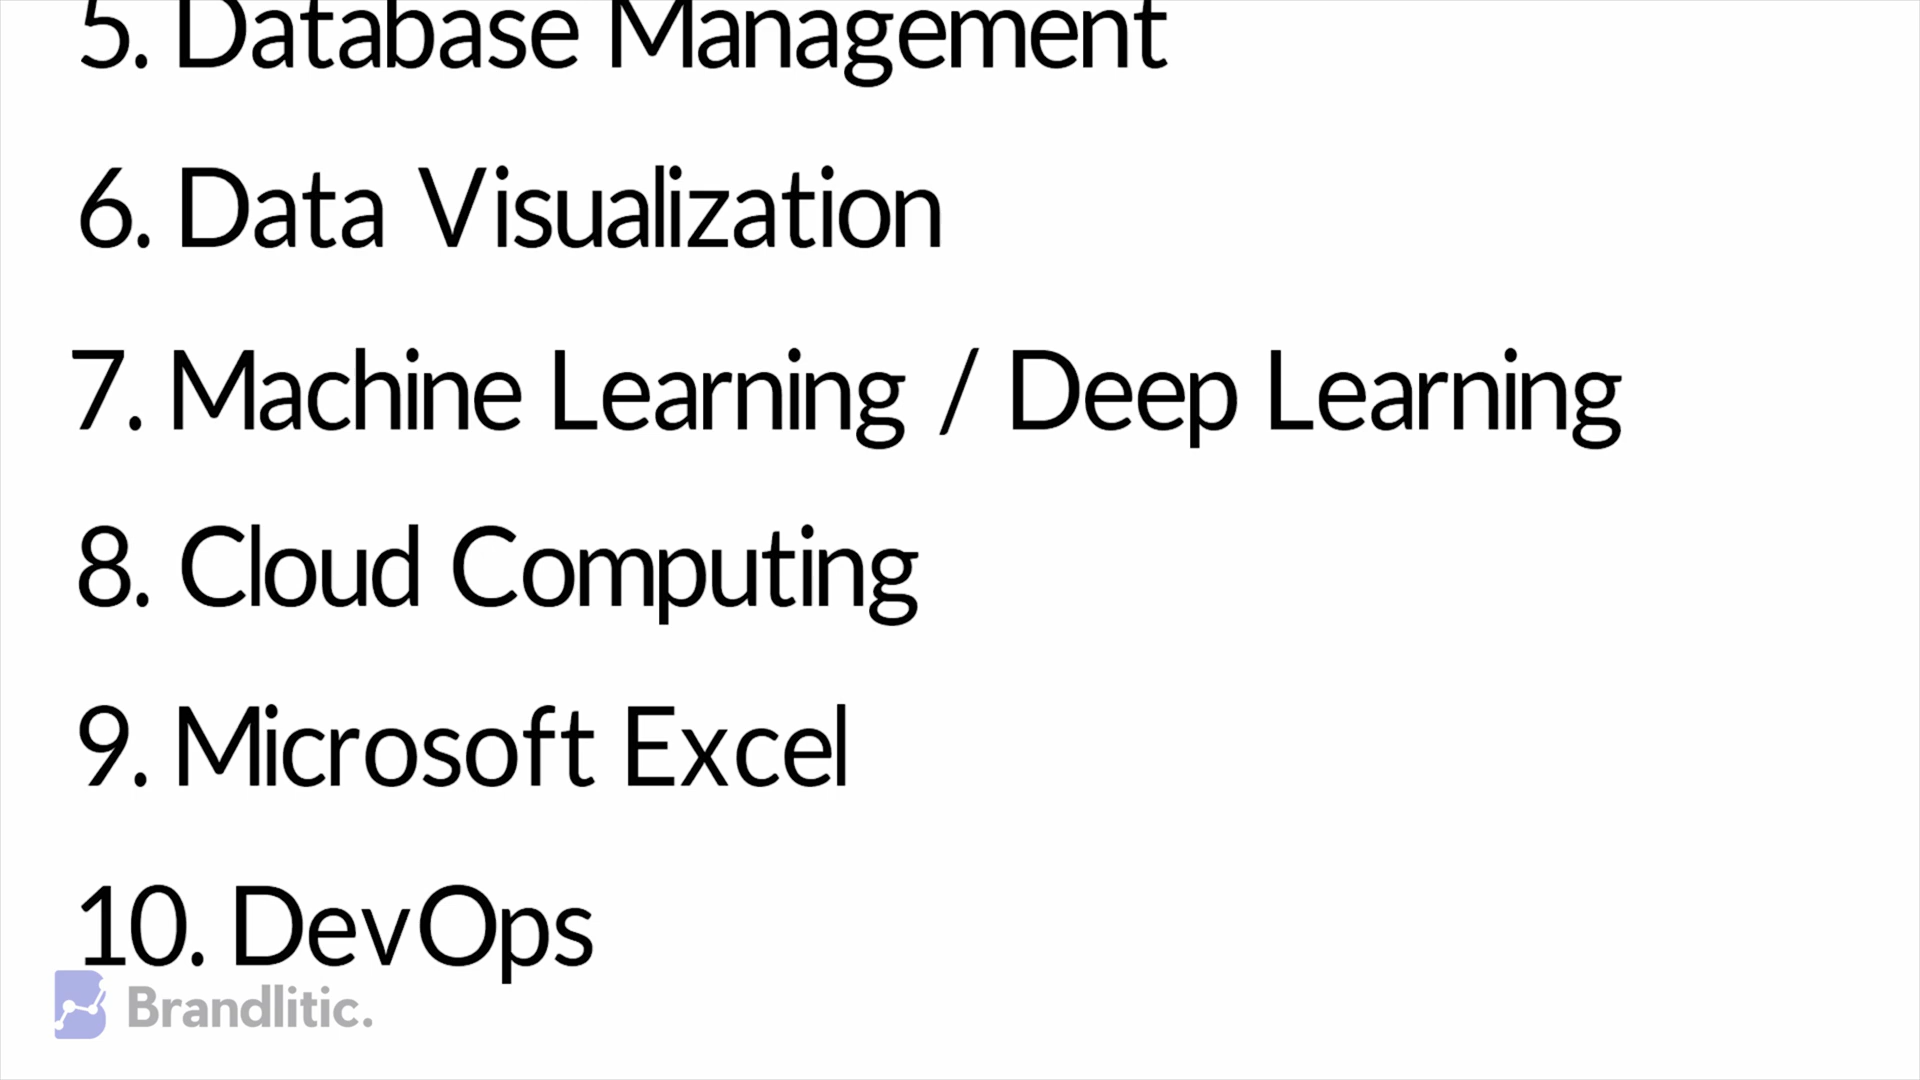 5. Database Management
6. Data Visualization
7. Machine Learning / Deep Learning
8. Cloud Computing
9. Microsoft Excel
10. DevOps
Brandlitic.